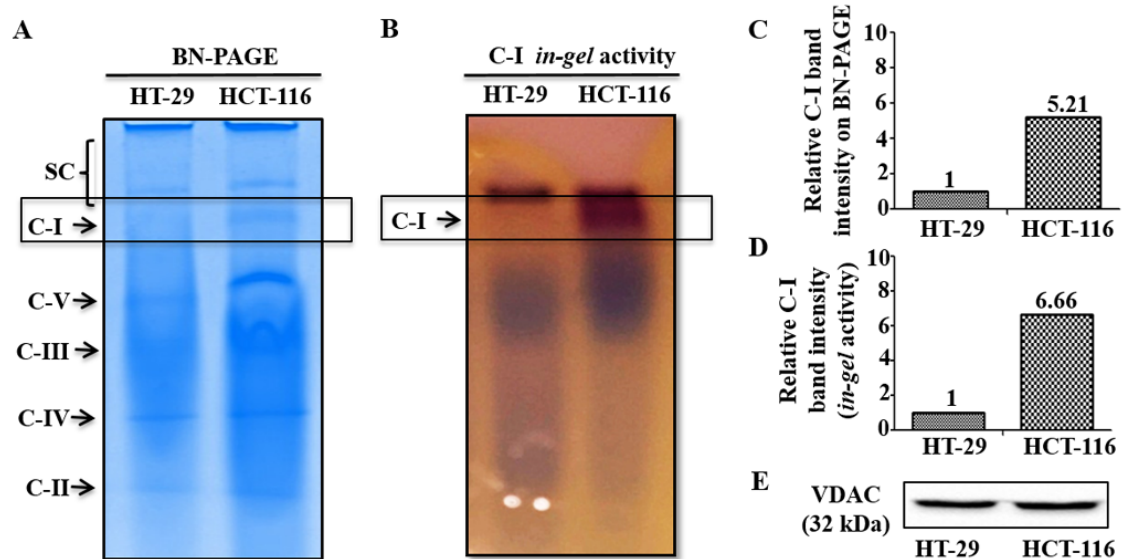 A
BN-PAGE
HT-29 HCT-116
SC
C-I
C-V
C-III
C-IV
C-II
B
C-I in-gel activity
HT-29 HCT-116
C-I
C
Relative C-I band
intensity on BN-PAGE
10
8
6
4
2
0
1
5.21
HT-29 HCT-116
D
Relative C-I
band intensity
(in-gel activity)
10
8
6
4
2
0
1
6.66
HT-29 HCT-116
E
VDAC
(32 kDa)
HT-29 HCT-116